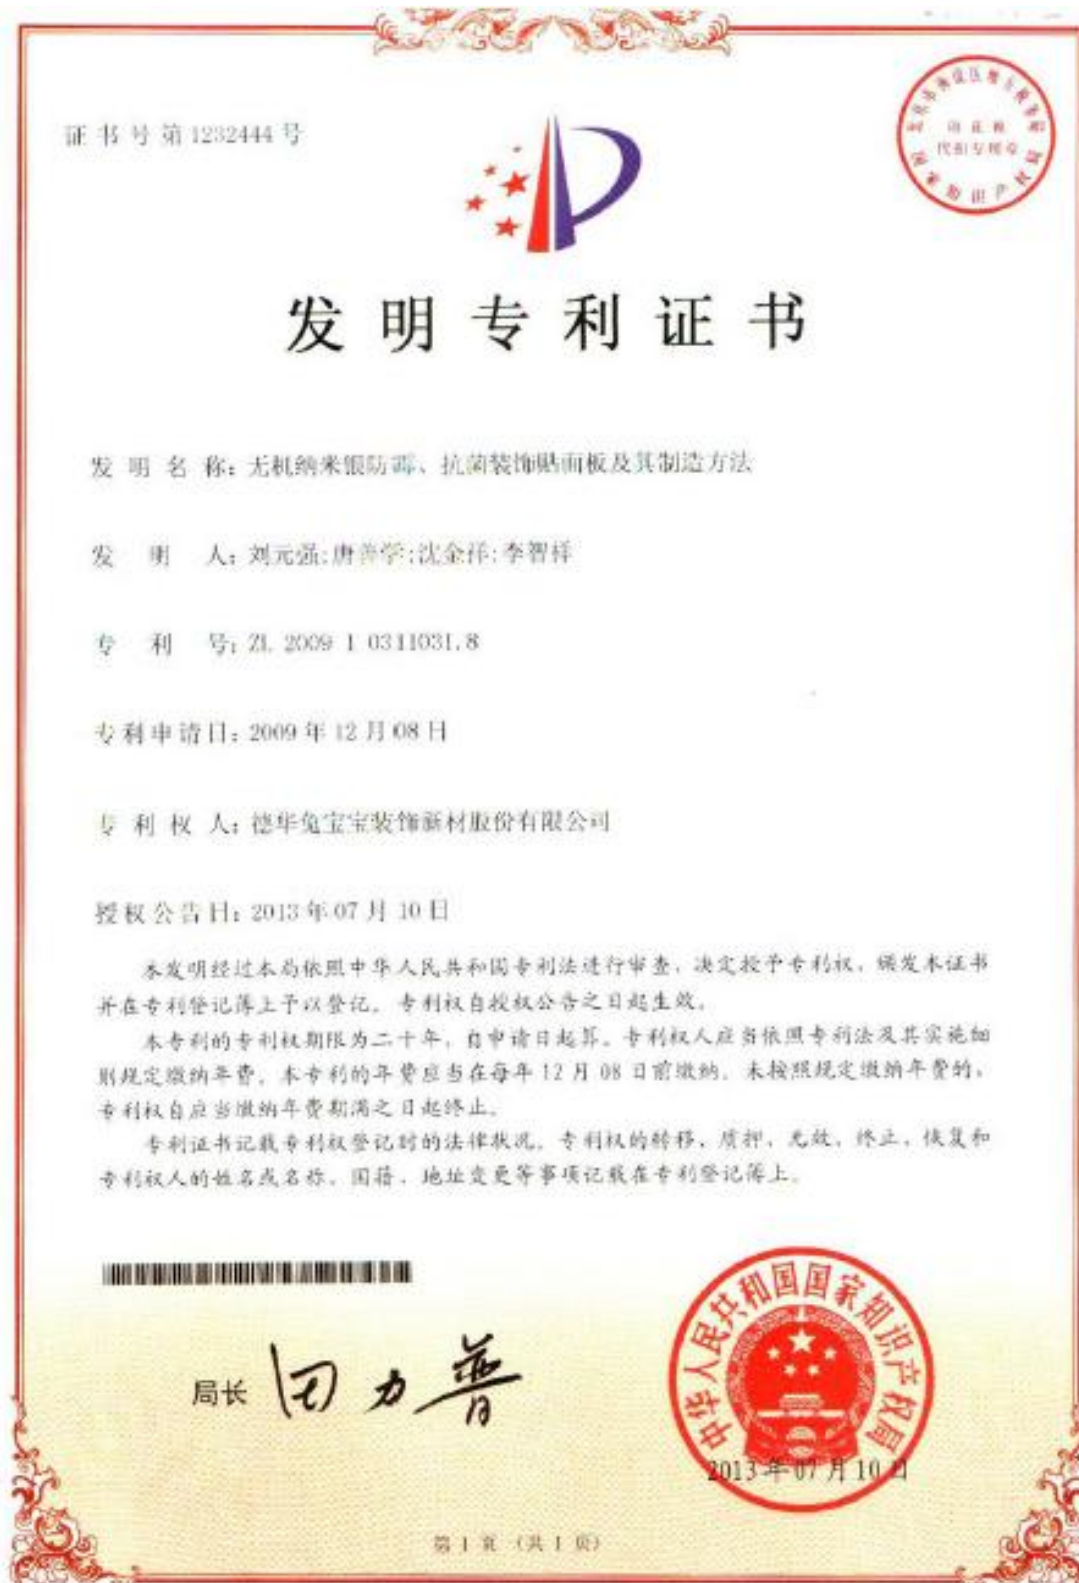 证书号第1232444号
印花税
代扣专用章
发明专利证书
发明名称：无机纳米银防霉、抗菌装饰贴面板及其制造方法
发明人：刘元强;唐善学;沈金祥;李智祥
专利号：ZL 2009 1 0311031.8
专利申请日：2009年12月08日
专利权人：德华兔宝宝装饰新材股份有限公司
授权公告日：2013年07月10日
本发明经过本局依照中华人民共和国专利法进行审查，决定授予专利权，颁发本证书
并在专利登记簿上予以登记。专利权自授权公告之日起生效。
本专利的专利权期限为二十年，自申请日起算。专利权人应当依照专利法及其实施细
则规定缴纳年费。本专利的年费应当在每年12月08日前缴纳。未按照规定缴纳年费的，
专利权自应当缴纳年费期满之日起终止。
专利证书记载专利权登记时的法律状况。专利权的转移、质押、无效、终止、恢复和
专利权人的姓名或名称、国籍、地址变更等事项记载在专利登记簿上。
局长 田力普
中华人民共和国国家知识产权局
2013年07月10日
第1页（共1页）